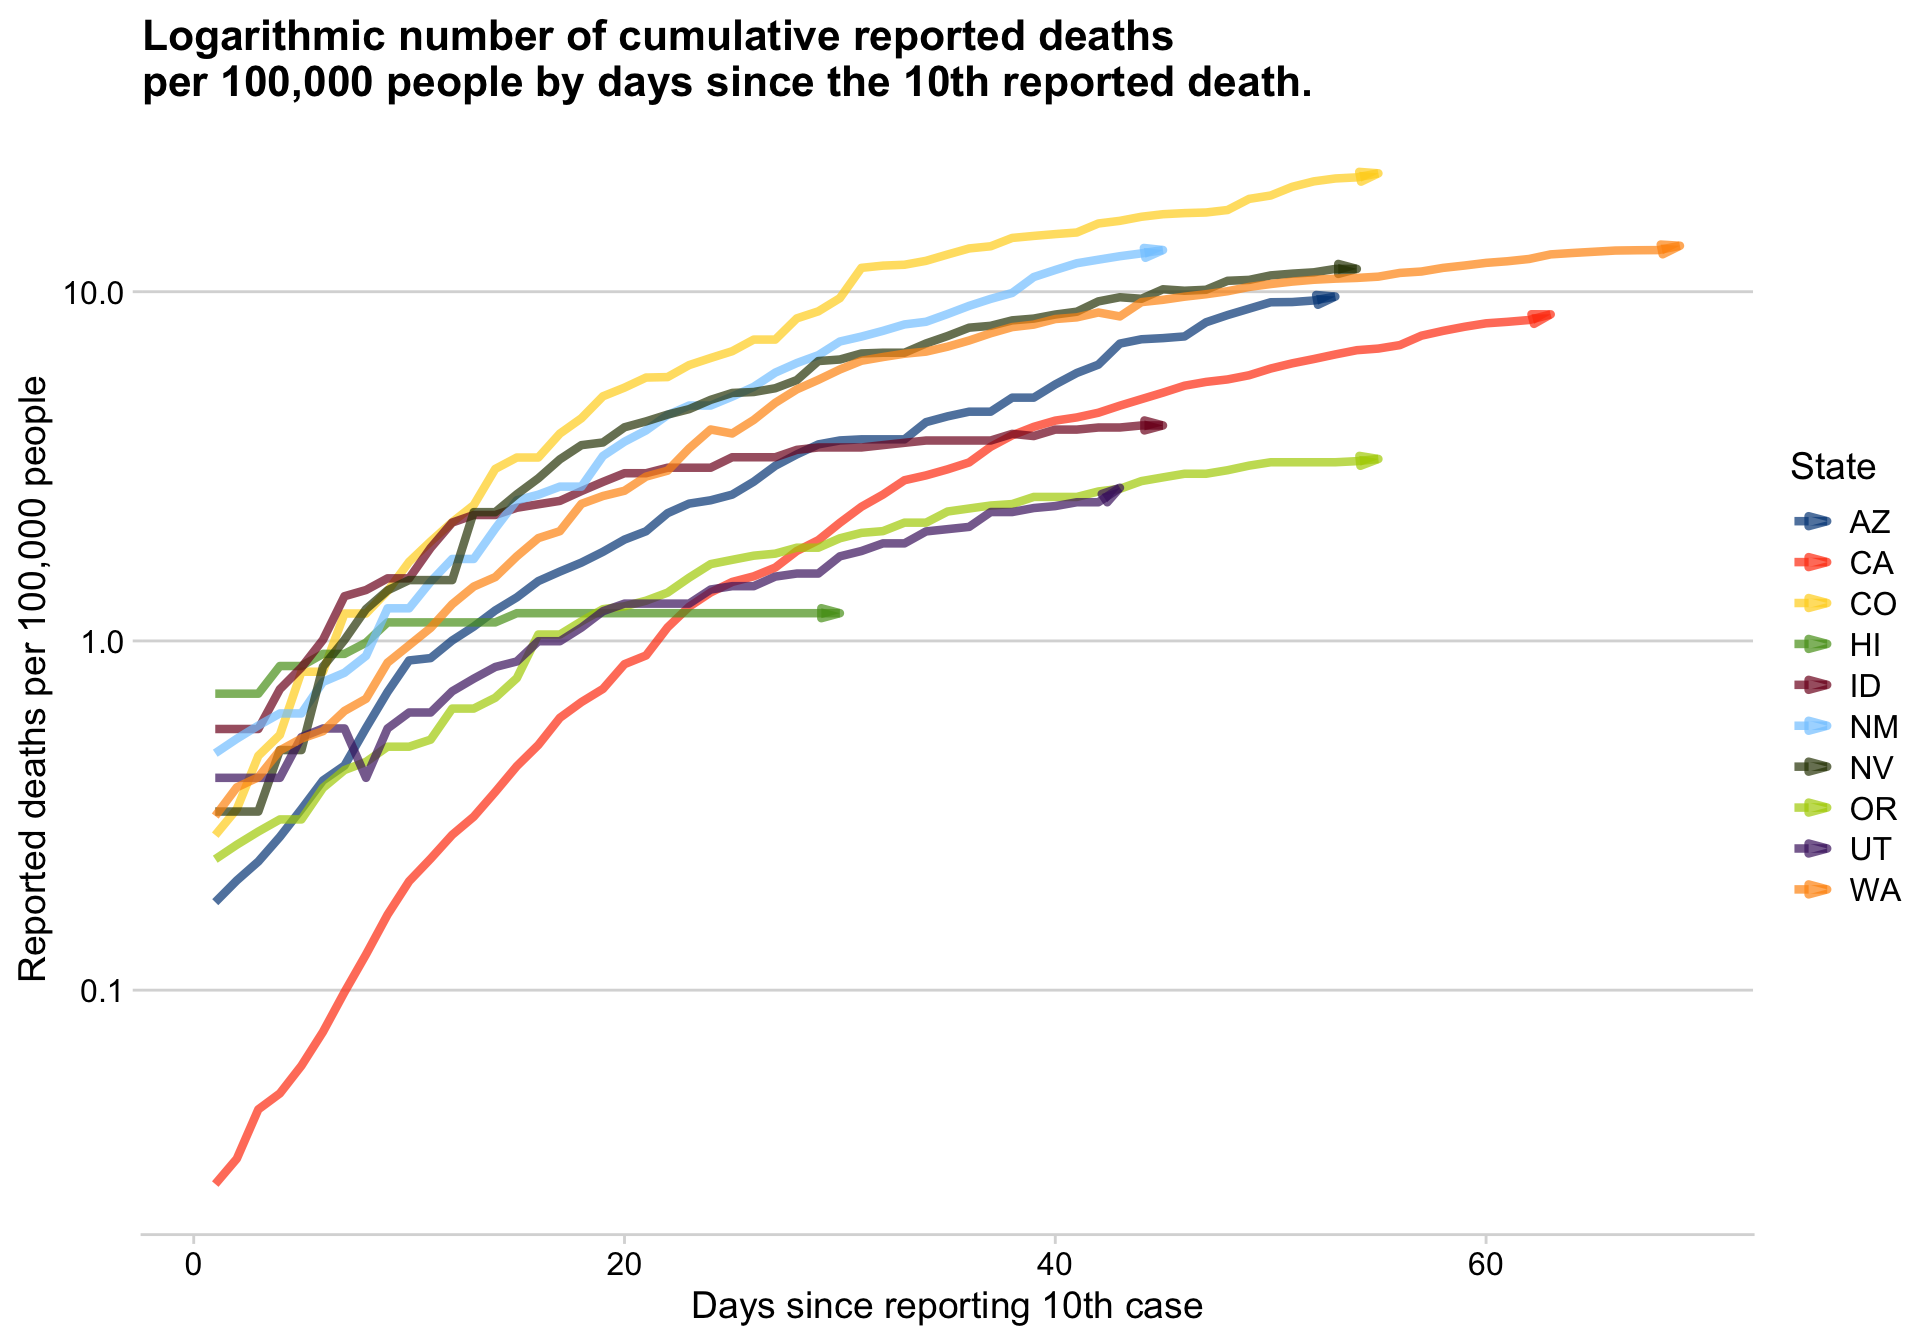 Logarithmic number of cumulative reported deaths
per 100,000 people by days since the 10th reported death.
Reported deaths per 100,000 people
10.0
1.0
0.1
0
20
40
60
Days since reporting 10th case
State
AZ
CA
CO
HI
ID
NM
NV
OR
UT
WA